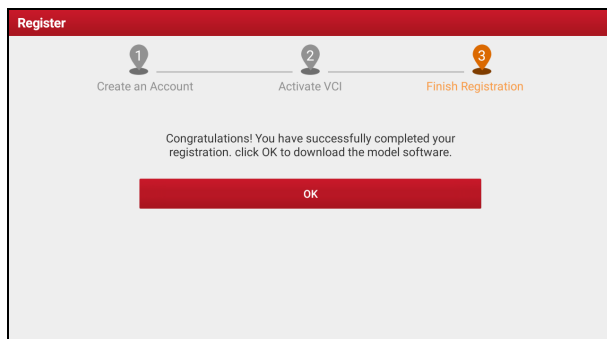 Register
1
2
3
Create an Account
Activate VCI
Finish Registration
Congratulations! You have successfully completed your
registration. click OK to download the model software.
OK